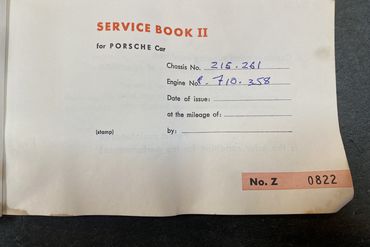 SERVICE BOOK II
for PORSCHE Car
Chassis No. 215.261
Engine No. 710.358
Date of issue:
at the mileage of:
(stamp) by:
No. Z 0822